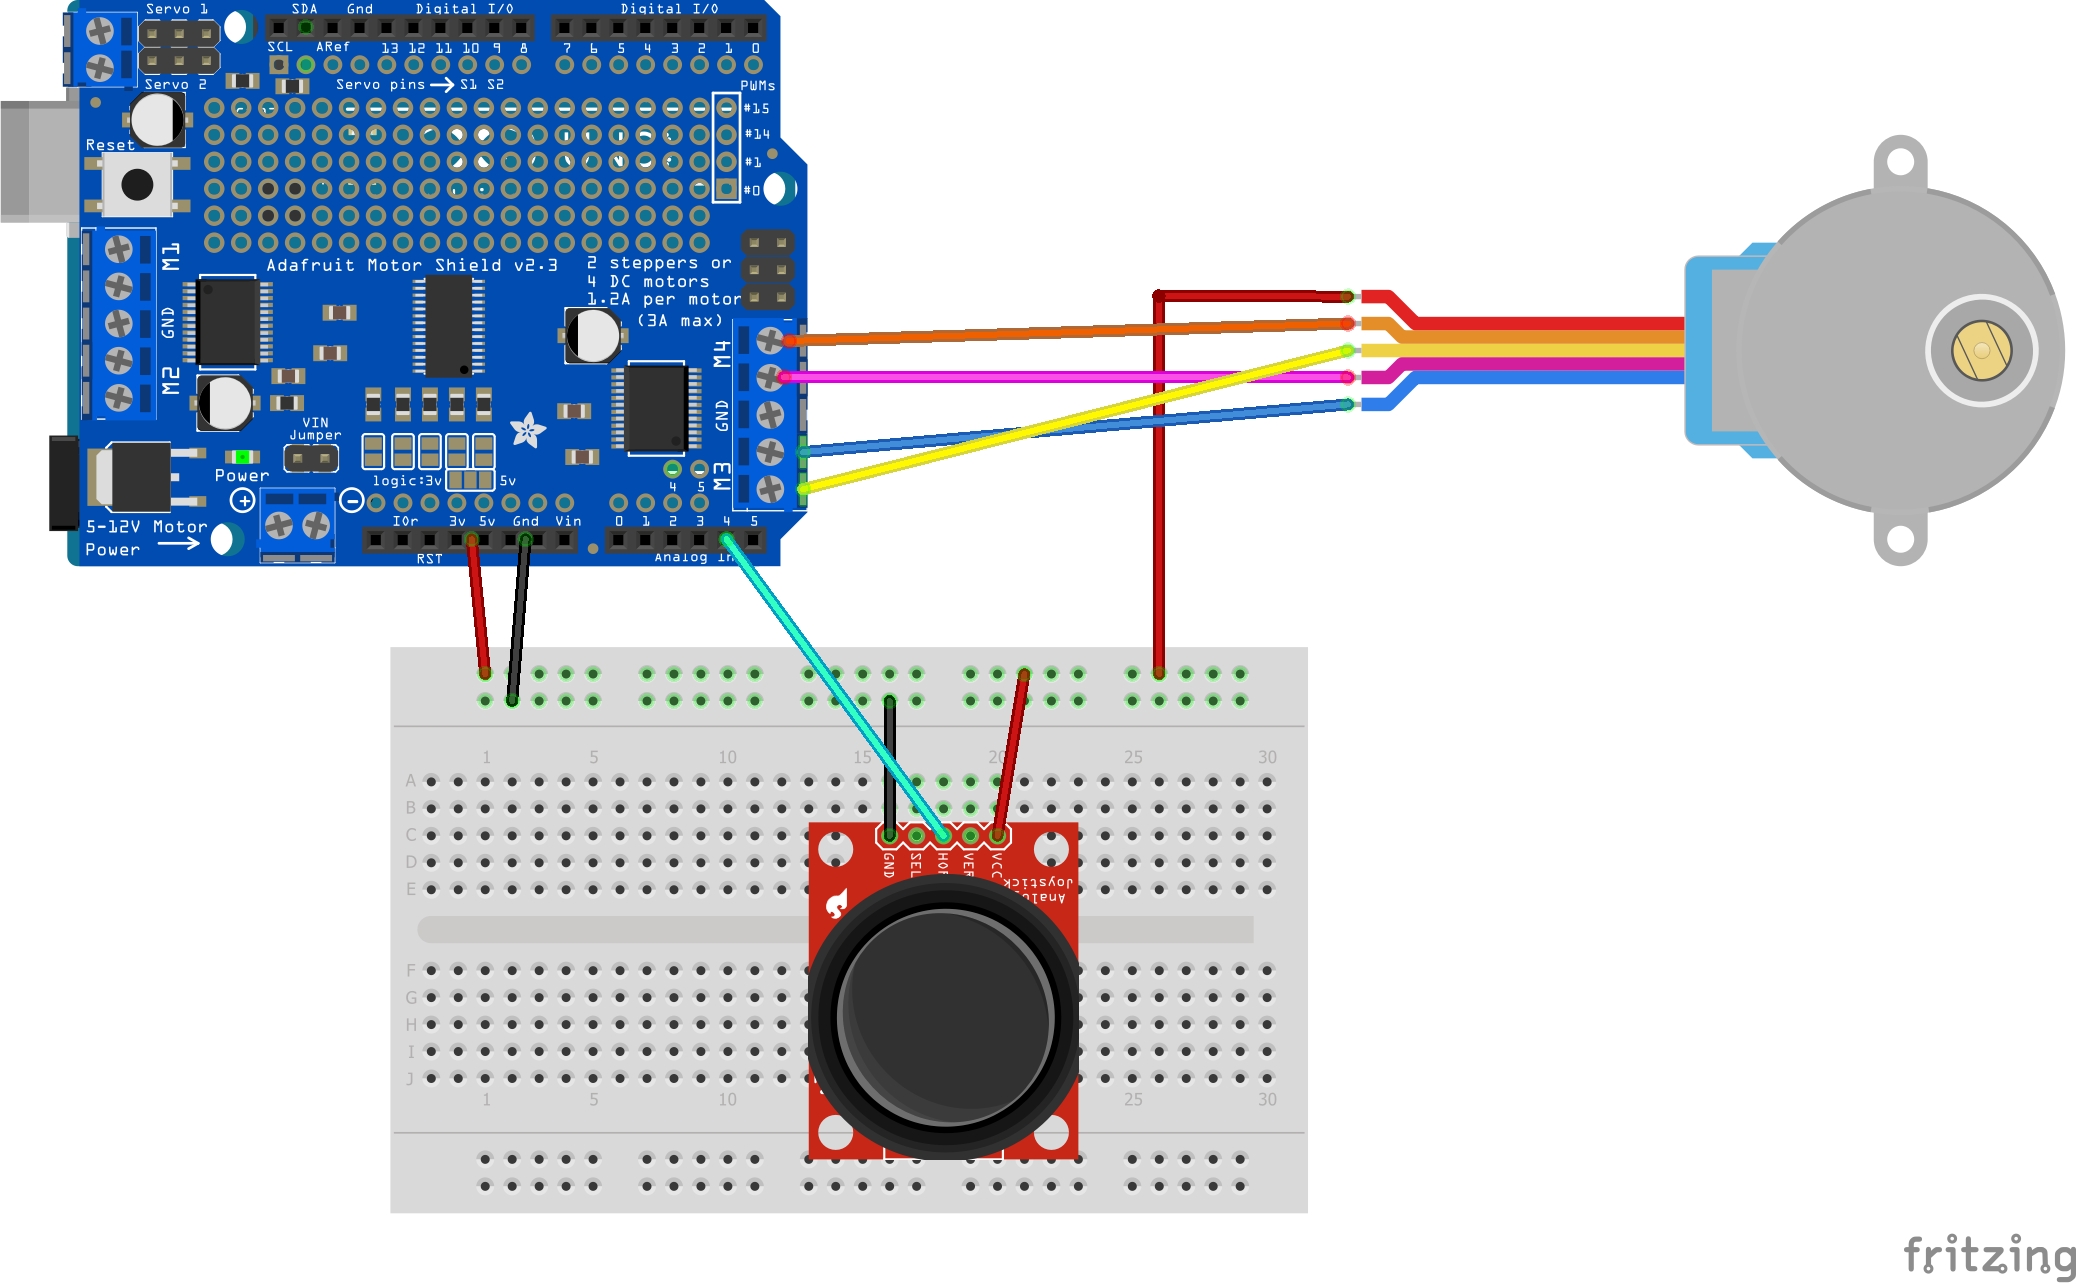 Servo 1
SDA Gnd Digital I/O Digital I/O
SCL ARef 13 12 11 10 9 8 7 6 5 4 3 2 1 0
Servo 2
Servo pins S1 S2
PWMs
#15
#14
#1
#0
Reset
M1
GND
M2
Adafruit Motor Shield v2.3
2 steppers or
4 DC motors
1.2A per motor
(3A max)
M4
GND
M3
VIN
Jumper
Power
+ -
logic:3v 5v
4 5
5-12V Motor
Power
IOr 3v 5v Gnd Vin 0 1 2 3 4 5
RST Analog In
1 5 10 15 20 25 30
A
B
C
D
E
GND SEL HOR VER VCC
Joystick
F
G
H
I
J
1 5 10 25 30
fritzing